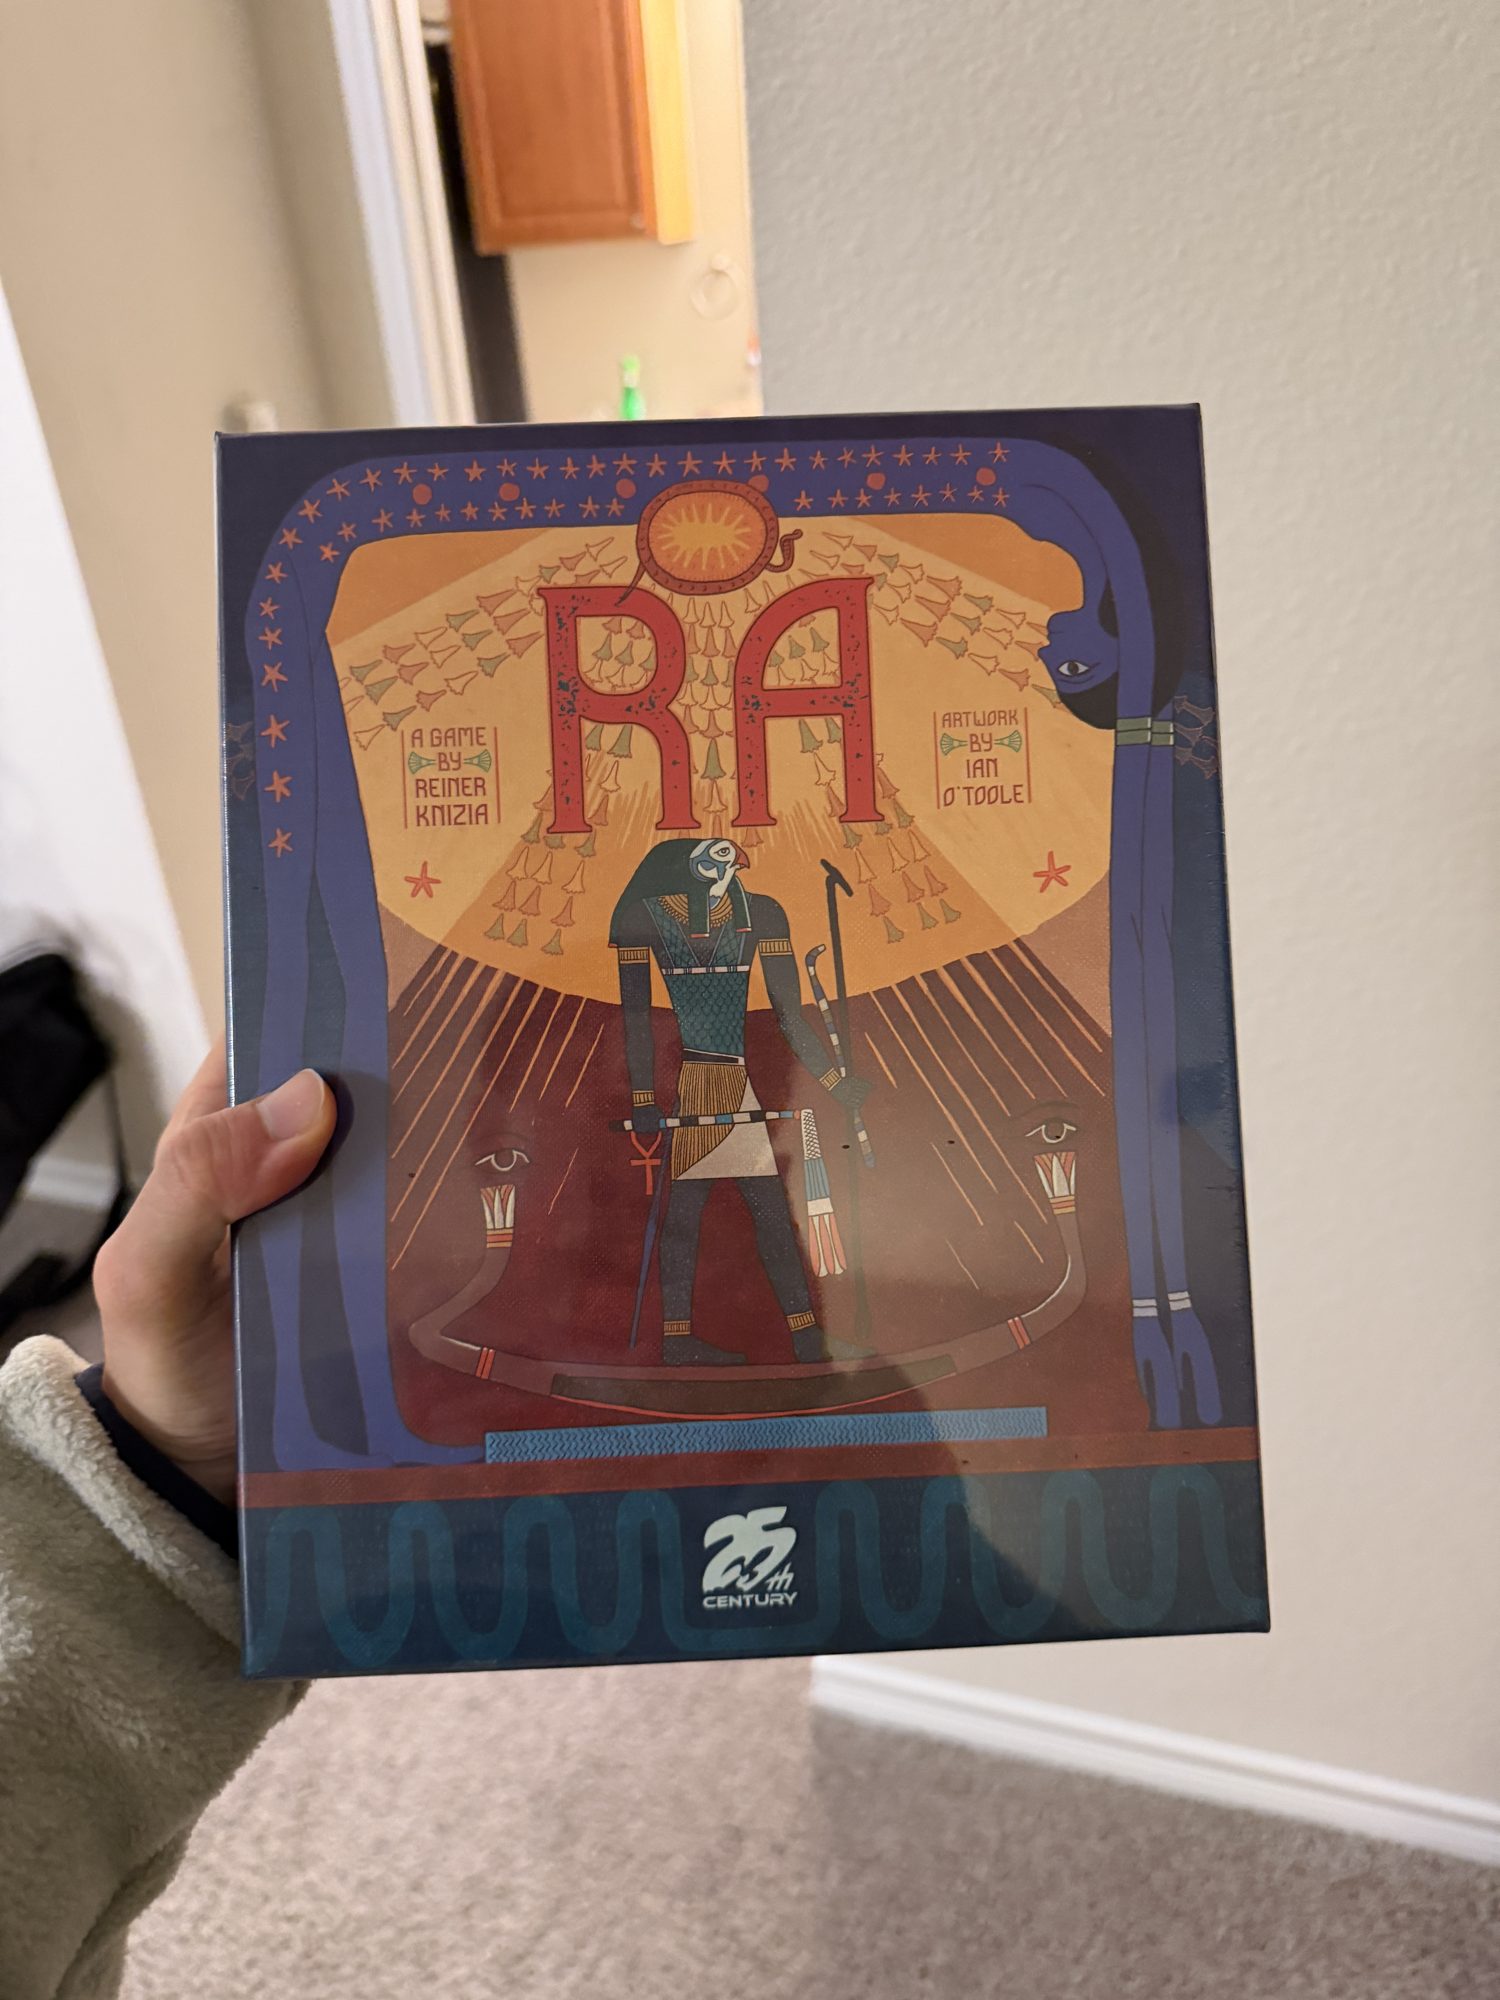 RA
A GAME
BY
REINER
KNIZIA
ARTWORK
BY
IAN
O'TOOLE
25th
CENTURY